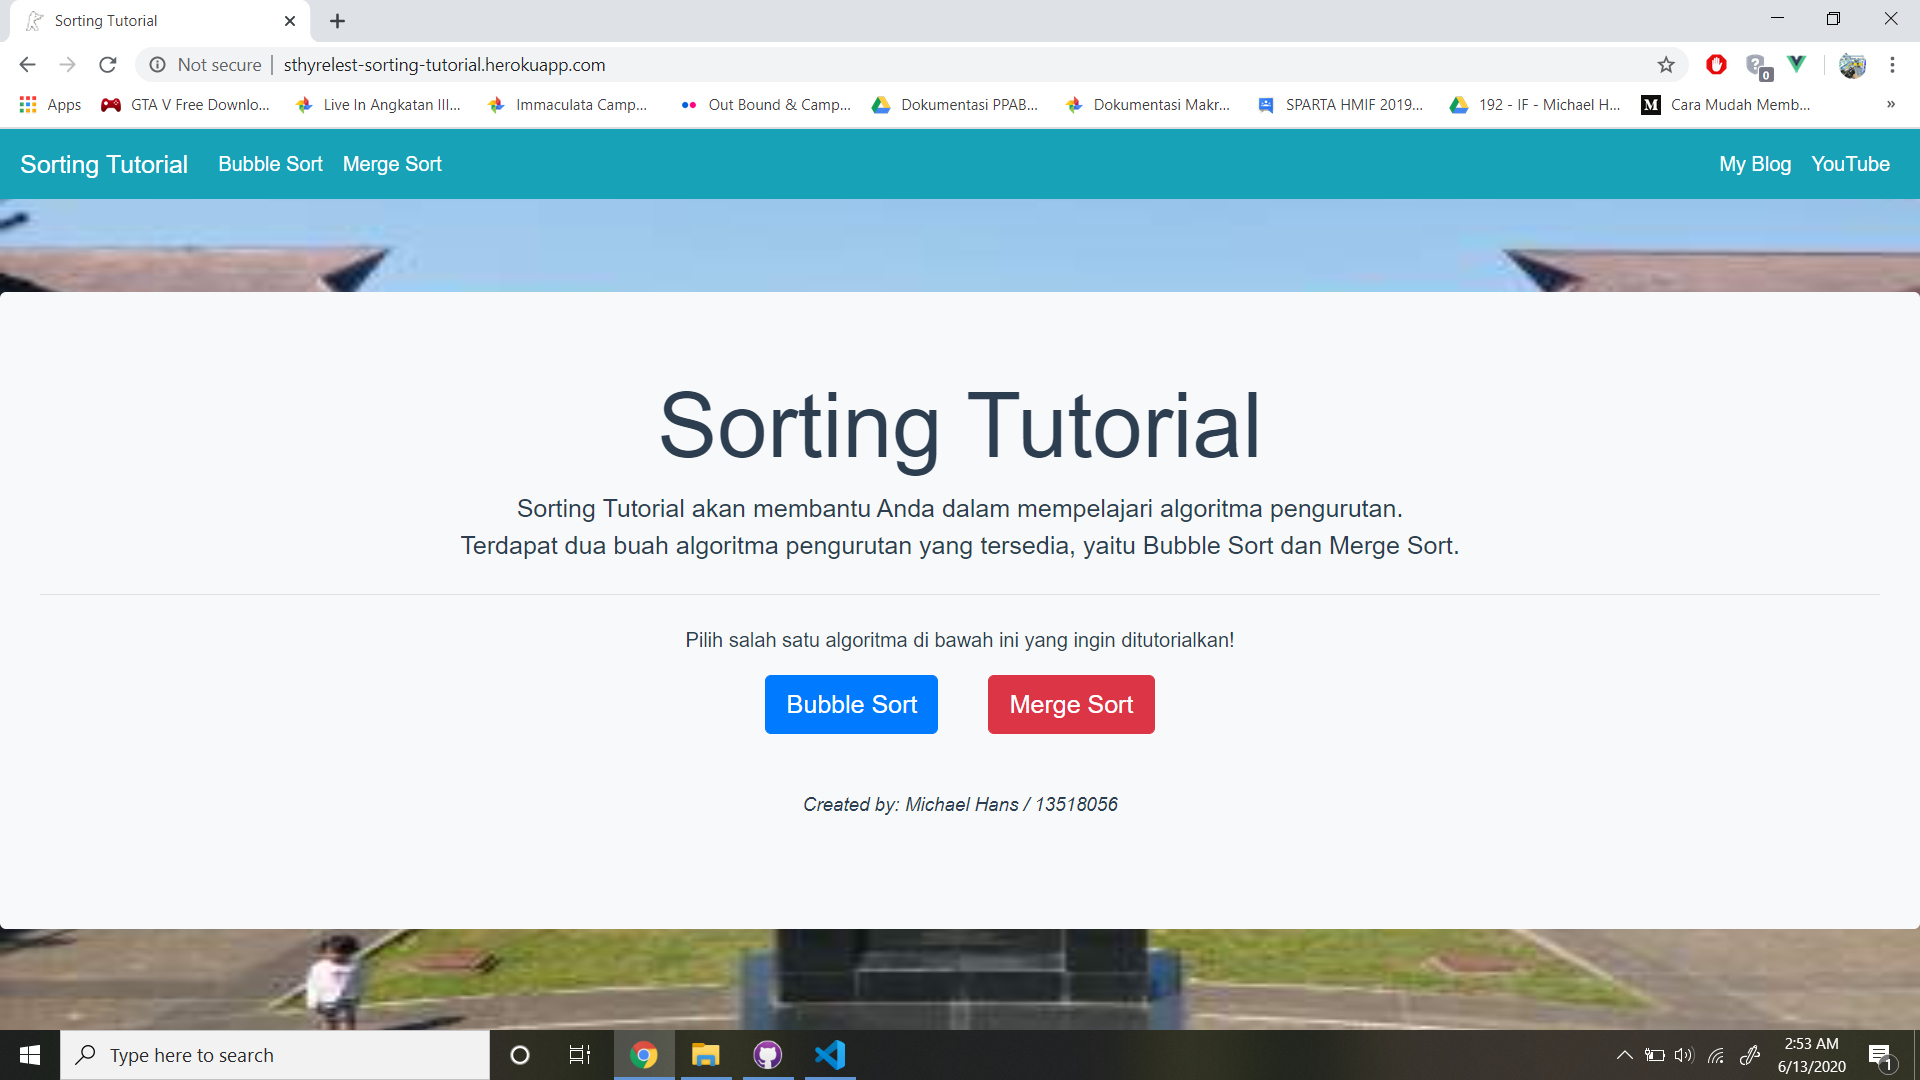 Sorting Tutorial
Not secure | sthyrelest-sorting-tutorial.herokuapp.com
0
Apps GTA V Free Downlo... Live In Angkatan III... Immaculata Camp... Out Bound & Camp... Dokumentasi PPAB... Dokumentasi Makr... SPARTA HMIF 2019... 192 - IF - Michael H... M Cara Mudah Memb... »
Sorting Tutorial Bubble Sort Merge Sort My Blog YouTube
Sorting Tutorial
Sorting Tutorial akan membantu Anda dalam mempelajari algoritma pengurutan.
Terdapat dua buah algoritma pengurutan yang tersedia, yaitu Bubble Sort dan Merge Sort.
Pilih salah satu algoritma di bawah ini yang ingin ditutorialkan!
Bubble Sort Merge Sort
Created by: Michael Hans / 13518056
Type here to search
2:53 AM
6/13/2020
1